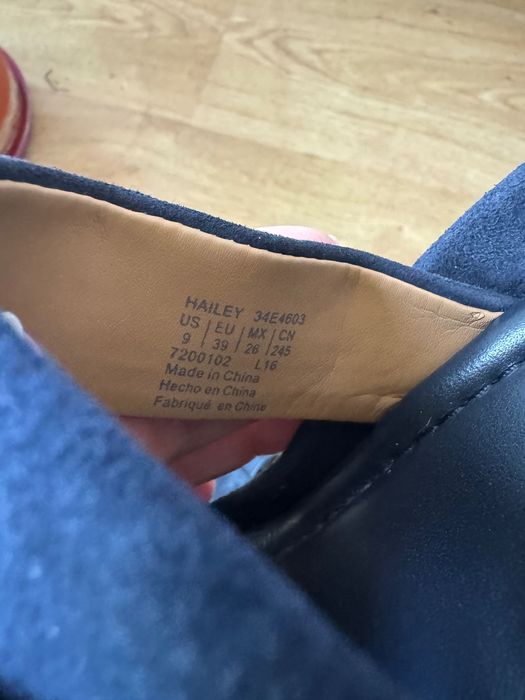 HAILEY 34E4603
US | EU | MX | CN
9 | 39 | 26 | 245
7200102 L16
Made in China
Hecho en China
Fabriqué en Chine